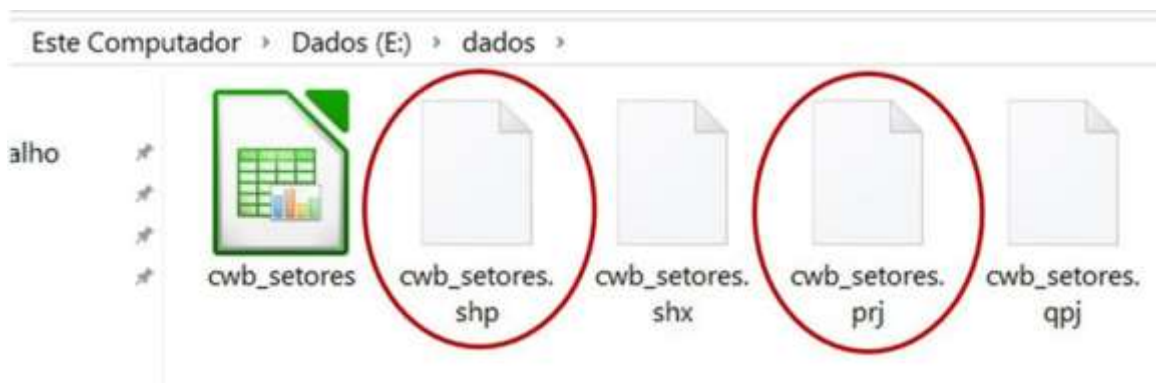 Este Computador > Dados (E:) > dados >
alho
cwb_setores
cwb_setores.
shp
cwb_setores.
shx
cwb_setores.
prj
cwb_setores.
qpj